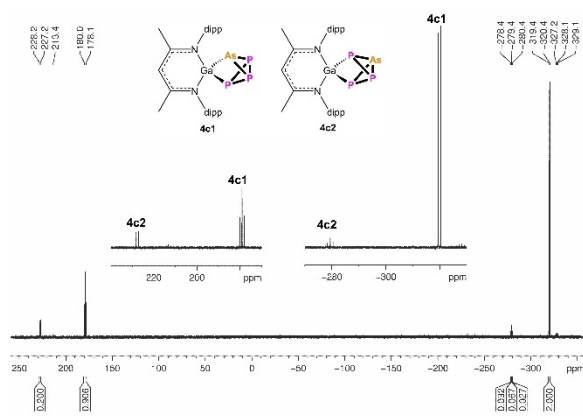 228.2
227.2
213.4
180.0
178.1
-278.4
-279.4
-280.4
-319.4
-320.4
-327.2
-328.1
-329.1
4c1
dipp
N
As
P
Ga
P
P
N
dipp
4c1
dipp
N
P
As
Ga
P
P
N
dipp
4c2
4c2
4c1
220
200
ppm
4c2
-280
-300
ppm
250 200 150 100 50 0 -50 -100 -150 -200 -250 -300 ppm
0.200
0.906
0.032
0.067
0.027
2.000